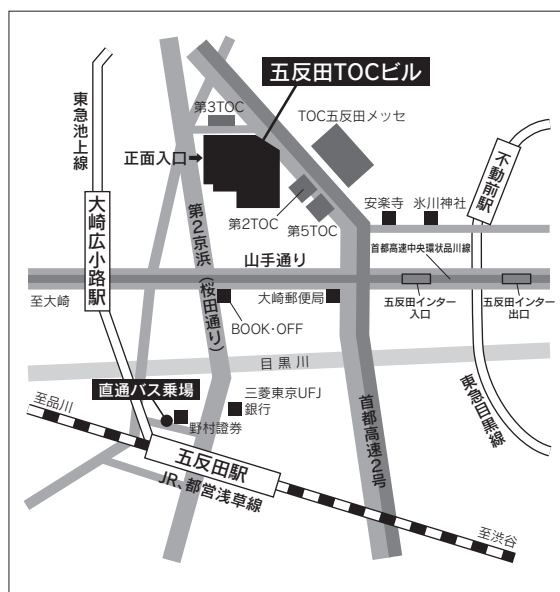 五反田TOCビル
第3TOC
TOC五反田メッセ
東急池上線
正面入口→
不動前駅
安楽寺
氷川神社
大崎広小路駅
第2TOC
第5TOC
第2京浜(桜田通り)
山手通り
首都高速中央環状品川線
至大崎
大崎郵便局
五反田インター
入口
五反田インター
出口
BOOK・OFF
目黒川
直通バス乗場
三菱東京UFJ
銀行
首都高速2号
東急目黒線
至品川
野村證券
五反田駅
JR、都営浅草線
至渋谷